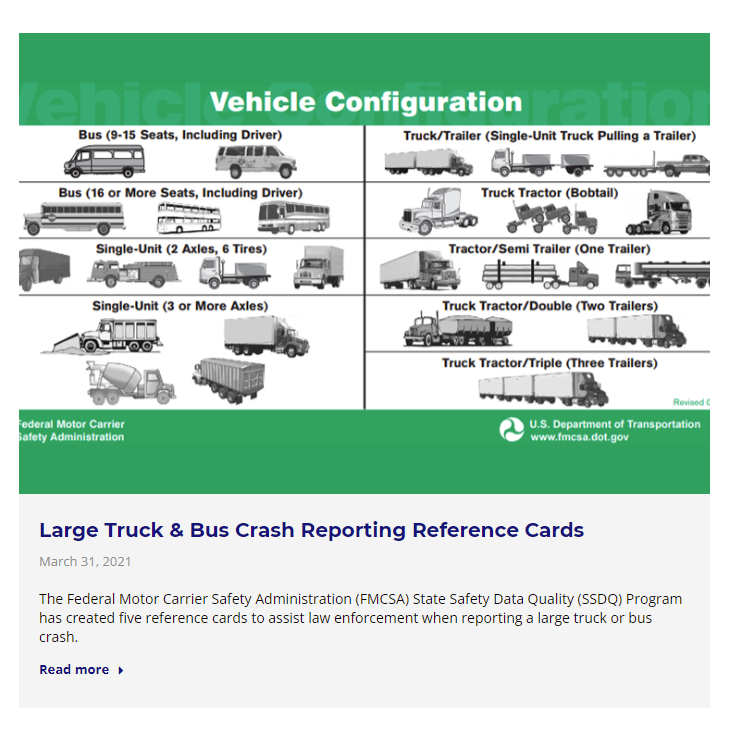 Vehicle Configuration
Bus (9-15 Seats, Including Driver)
Bus (16 or More Seats, Including Driver)
Single-Unit (2 Axles, 6 Tires)
Single-Unit (3 or More Axles)
Truck/Trailer (Single-Unit Truck Pulling a Trailer)
Truck Tractor (Bobtail)
Tractor/Semi Trailer (One Trailer)
Truck Tractor/Double (Two Trailers)
Truck Tractor/Triple (Three Trailers)
Revised
Federal Motor Carrier
Safety Administration
U.S. Department of Transportation
www.fmcsa.dot.gov
Large Truck & Bus Crash Reporting Reference Cards
March 31, 2021
The Federal Motor Carrier Safety Administration (FMCSA) State Safety Data Quality (SSDQ) Program
has created five reference cards to assist law enforcement when reporting a large truck or bus
crash.
Read more